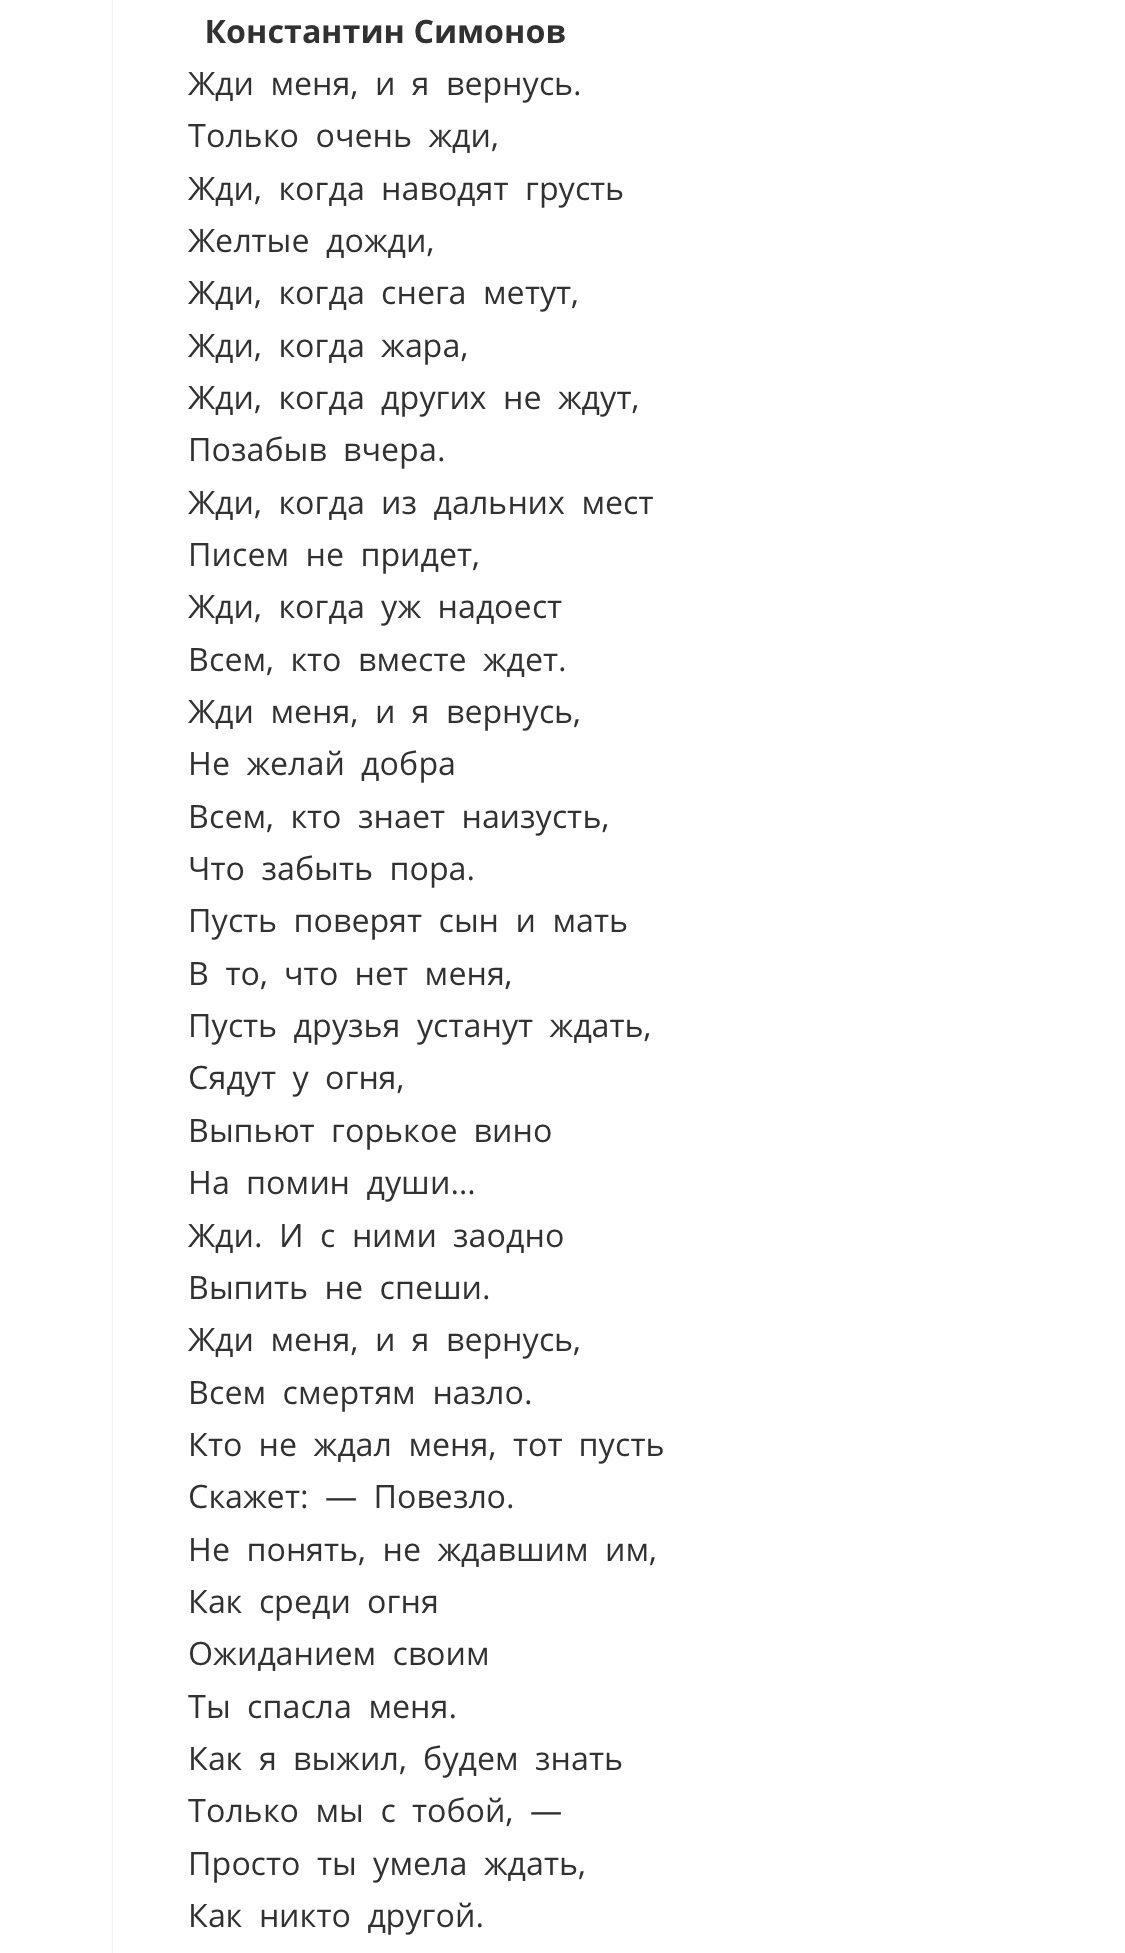 Константин Симонов
Жди меня, и я вернусь.
Только очень жди,
Жди, когда наводят грусть
Желтые дожди,
Жди, когда снега метут,
Жди, когда жара,
Жди, когда других не ждут,
Позабыв вчера.
Жди, когда из дальних мест
Писем не придет,
Жди, когда уж надоест
Всем, кто вместе ждет.
Жди меня, и я вернусь,
Не желай добра
Всем, кто знает наизусть,
Что забыть пора.
Пусть поверят сын и мать
В то, что нет меня,
Пусть друзья устанут ждать,
Сядут у огня,
Выпьют горькое вино
На помин души...
Жди. И с ними заодно
Выпить не спеши.
Жди меня, и я вернусь,
Всем смертям назло.
Кто не ждал меня, тот пусть
Скажет: — Повезло.
Не понять, не ждавшим им,
Как среди огня
Ожиданием своим
Ты спасла меня.
Как я выжил, будем знать
Только мы с тобой, —
Просто ты умела ждать,
Как никто другой.